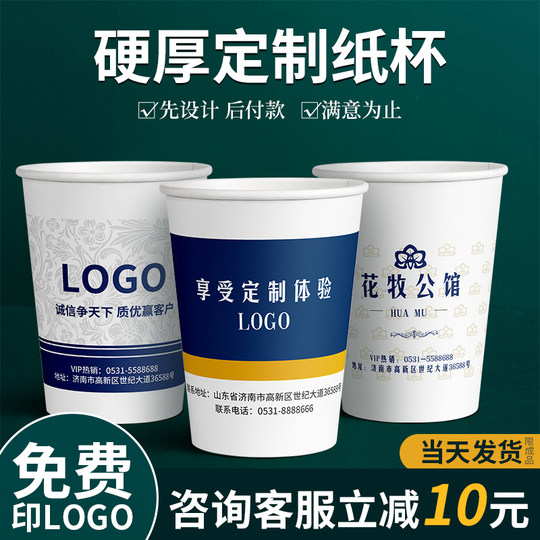 硬厚定制纸杯
先设计 后付款 满意为止
LOGO
诚信争天下 质优赢客户
VIP热销：0531-5588688
地址：济南市高新区世纪大道36588号
享受定制体验
LOGO
联系地址：山东省济南市高新区世纪大道36588号
联系电话：0531-8888666
花牧公馆
HUA MU
VIP热销：0531-5588688
地址：济南市高新区世纪大道36588号
当天发货
限成品
免费
印LOGO
咨询客服立减10元